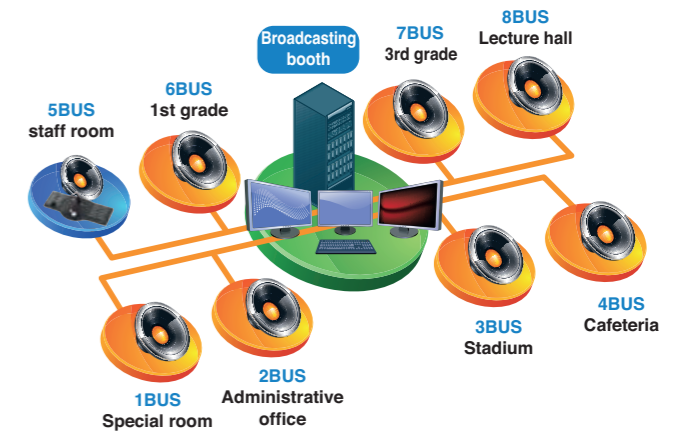 8BUS
Lecture hall
7BUS
3rd grade
Broadcasting
booth
6BUS
1st grade
5BUS
staff room
4BUS
Cafeteria
3BUS
Stadium
2BUS
Administrative
office
1BUS
Special room